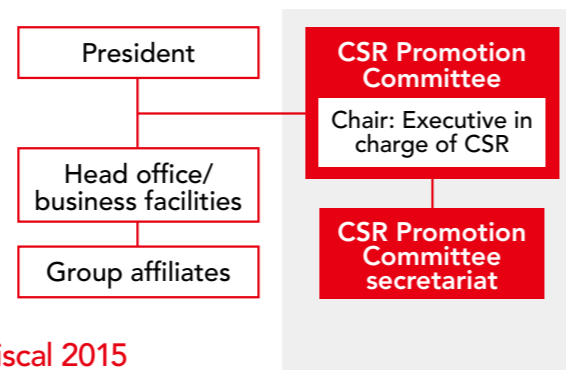 President
CSR Promotion
Committee
Chair: Executive in
charge of CSR
Head office/
business facilities
CSR Promotion
Committee
secretariat
Group affiliates
iscal 2015